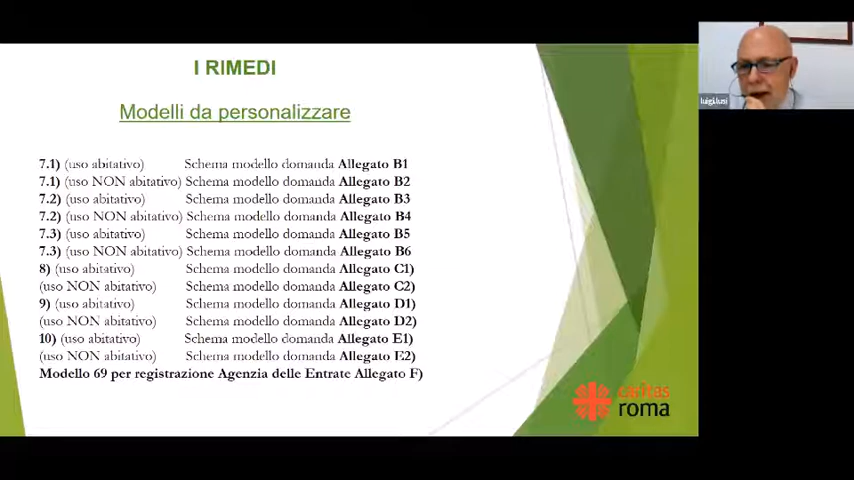 I RIMEDI
Modelli da personalizzare
7.1) (uso abitativo) Schema modello domanda Allegato B1
7.1) (uso NON abitativo) Schema modello domanda Allegato B2
7.2) (uso abitativo) Schema modello domanda Allegato B3
7.2) (uso NON abitativo) Schema modello domanda Allegato B4
7.3) (uso abitativo) Schema modello domanda Allegato B5
7.3) (uso NON abitativo) Schema modello domanda Allegato B6
8) (uso abitativo) Schema modello domanda Allegato C1)
(uso NON abitativo) Schema modello domanda Allegato C2)
9) (uso abitativo) Schema modello domanda Allegato D1)
(uso NON abitativo) Schema modello domanda Allegato D2)
10) (uso abitativo) Schema modello domanda Allegato E1)
(uso NON abitativo) Schema modello domanda Allegato E2)
Modello 69 per registrazione Agenzia delle Entrate Allegato F)
caritas
roma